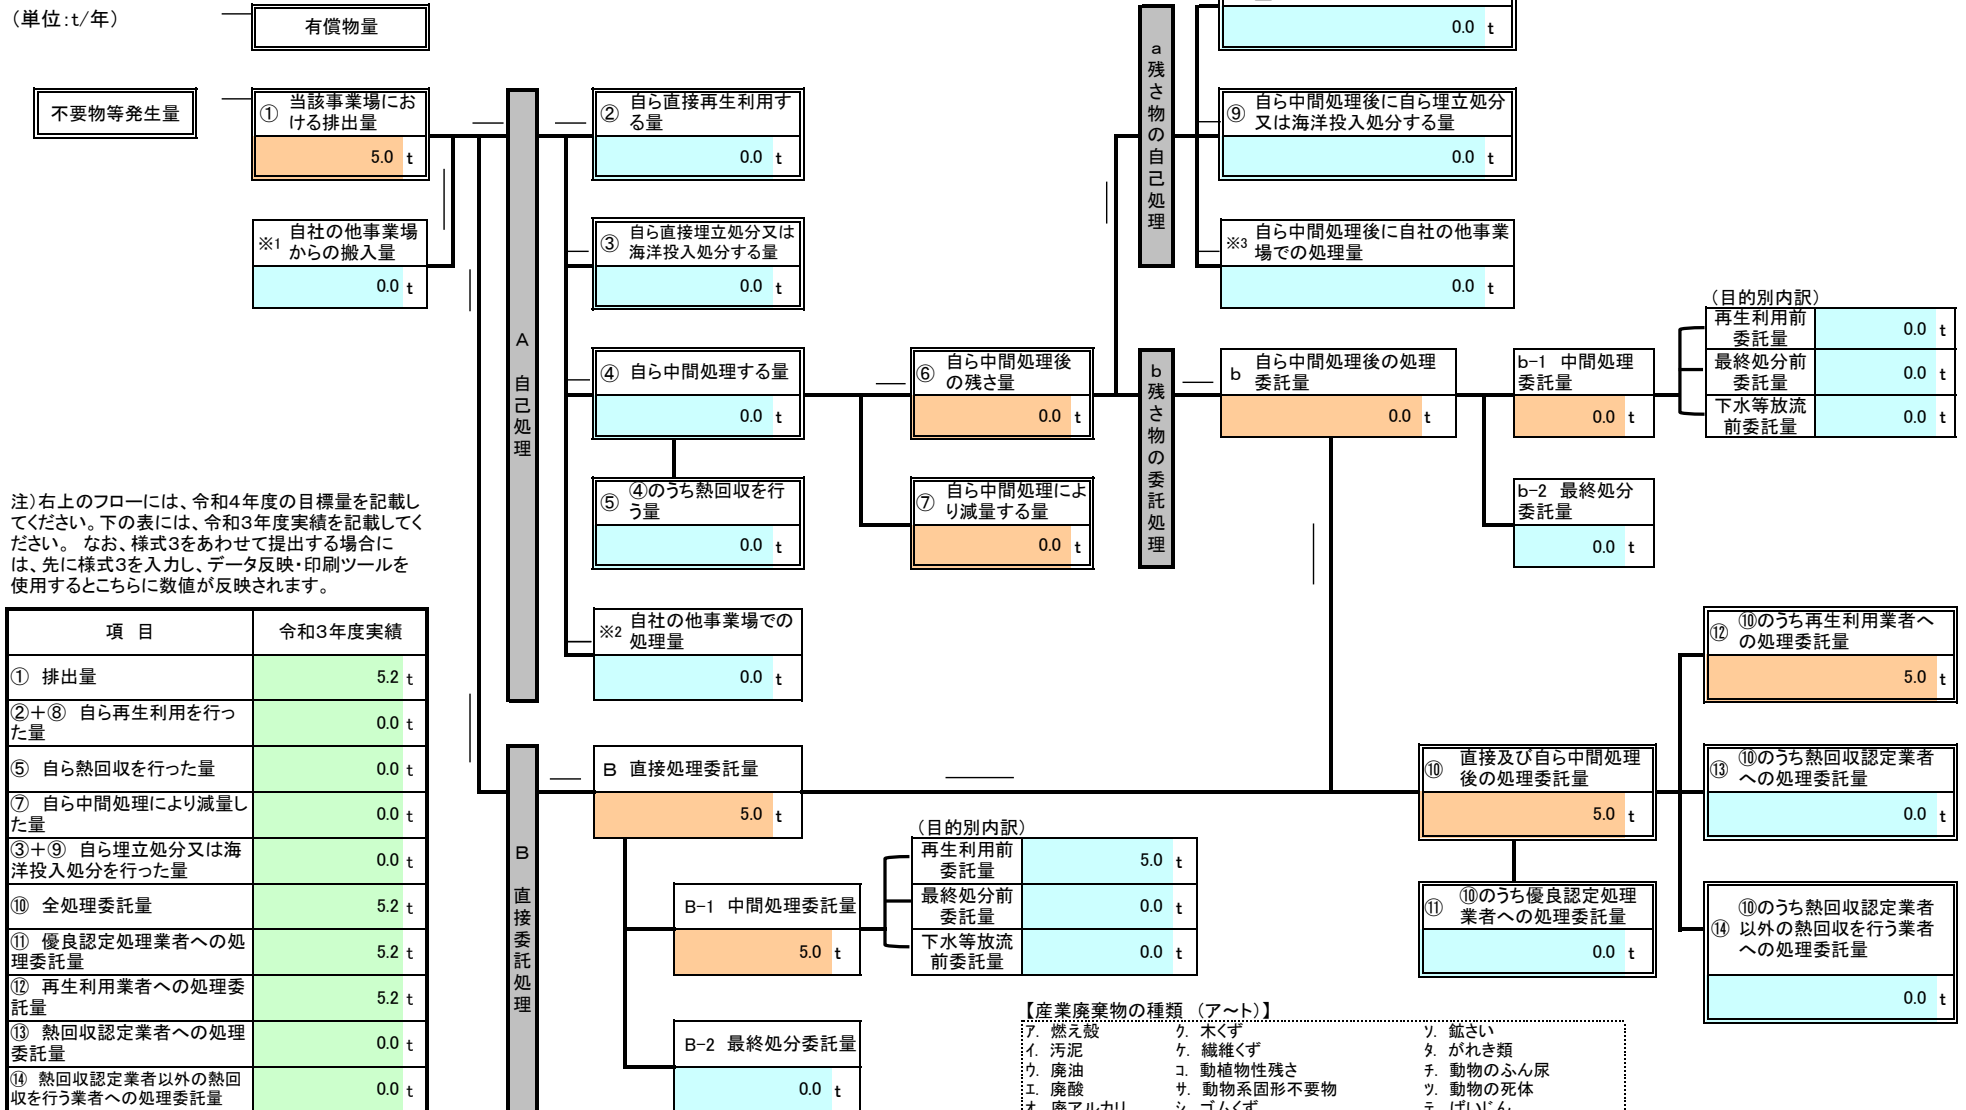 （単位：t/年）
有償物量
0.0 t
不要物等発生量
① 当該事業場にお
ける排出量
5.0 t
※1 自社の他事業場
からの搬入量
0.0 t
A 自己処理
② 自ら直接再生利用す
る量
0.0 t
③ 自ら直接埋立処分又は
海洋投入処分する量
0.0 t
④ 自ら中間処理する量
0.0 t
⑤ ④のうち熱回収を行
う量
0.0 t
※2 自社の他事業場での
処理量
0.0 t
⑥ 自ら中間処理後
の残さ量
0.0 t
⑦ 自ら中間処理によ
り減量する量
0.0 t
a 残さ物の自己処理
⑨ 自ら中間処理後に自ら埋立処分
又は海洋投入処分する量
0.0 t
※3 自ら中間処理後に自社の他事業
場での処理量
0.0 t
b 残さ物の委託処理
b 自ら中間処理後の処理
委託量
0.0 t
b-1 中間処理
委託量
0.0 t
（目的別内訳）
再生利用前
委託量 0.0 t
最終処分前
委託量 0.0 t
下水等放流
前委託量 0.0 t
b-2 最終処分
委託量
0.0 t
注）右上のフローには、令和４年度の目標量を記載し
てください。下の表には、令和３年度実績を記載してく
ださい。 なお、様式３をあわせて提出する場合に
は、先に様式３を入力し、データ反映・印刷ツールを
使用するとこちらに数値が反映されます。
項 目 令和３年度実績
① 排出量 5.2 t
②＋⑧ 自ら再生利用を行っ
た量 0.0 t
⑤ 自ら熱回収を行った量 0.0 t
⑦ 自ら中間処理により減量し
た量 0.0 t
③＋⑨ 自ら埋立処分又は海
洋投入処分を行った量 0.0 t
⑩ 全処理委託量 5.2 t
⑪ 優良認定処理業者への処
理委託量 5.2 t
⑫ 再生利用業者への処理委
託量 5.2 t
⑬ 熱回収認定業者への処理
委託量 0.0 t
⑭ 熱回収認定業者以外の熱回
収を行う業者への処理委託量 0.0 t
B 直接委託処理
B 直接処理委託量
5.0 t
B-1 中間処理委託量
5.0 t
（目的別内訳）
再生利用前
委託量 5.0 t
最終処分前
委託量 0.0 t
下水等放流
前委託量 0.0 t
B-2 最終処分委託量
0.0 t
⑩ 直接及び自ら中間処理
後の処理委託量
5.0 t
⑪ ⑩のうち優良認定処理
業者への処理委託量
0.0 t
⑫ ⑩のうち再生利用業者へ
の処理委託量
5.0 t
⑬ ⑩のうち熱回収認定業者
への処理委託量
0.0 t
⑭ ⑩のうち熱回収認定業者
以外の熱回収を行う業者
への処理委託量
0.0 t
【産業廃棄物の種類 （ア～ト）】
ｱ. 燃え殻 ｸ. 木くず ｿ. 鉱さい
ｲ. 汚泥 ｹ. 繊維くず ﾀ. がれき類
ｳ. 廃油 ｺ. 動植物性残さ ﾁ. 動物のふん尿
ｴ. 廃酸 ｻ. 動物系固形不要物 ﾂ. 動物の死体
ｵ. 廃アルカリ ｼ. ゴムくず ﾃ. ばいじん